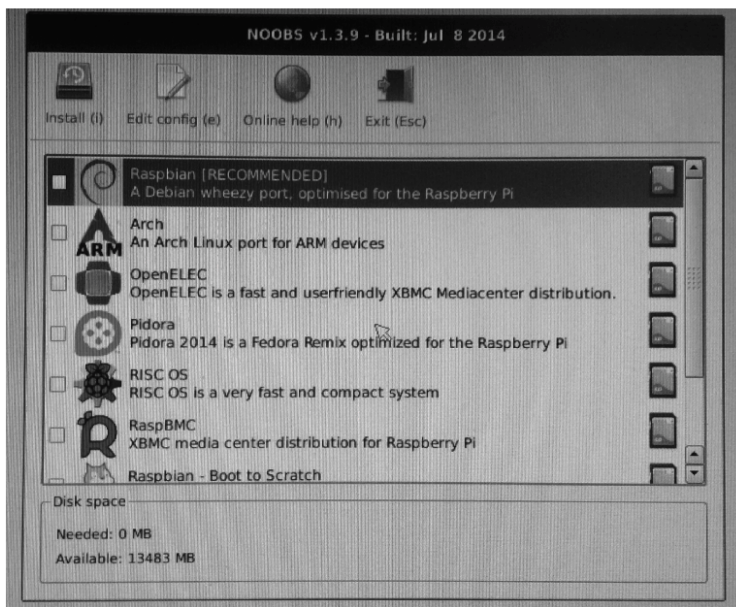 NOOBS v1.3.9 - Built: Jul 8 2014
Install (i) Edit config (e) Online help (h) Exit (Esc)
Raspbian [RECOMMENDED]
A Debian wheezy port, optimised for the Raspberry Pi
Arch
ARM An Arch Linux port for ARM devices
OpenELEC
OpenELEC is a fast and userfriendly XBMC Mediacenter distribution.
Pidora
Pidora 2014 is a Fedora Remix optimized for the Raspberry Pi
RISC OS
RISC OS is a very fast and compact system
RaspBMC
XBMC media center distribution for Raspberry Pi
Raspbian - Boot to Scratch
Disk space
Needed: 0 MB
Available: 13483 MB